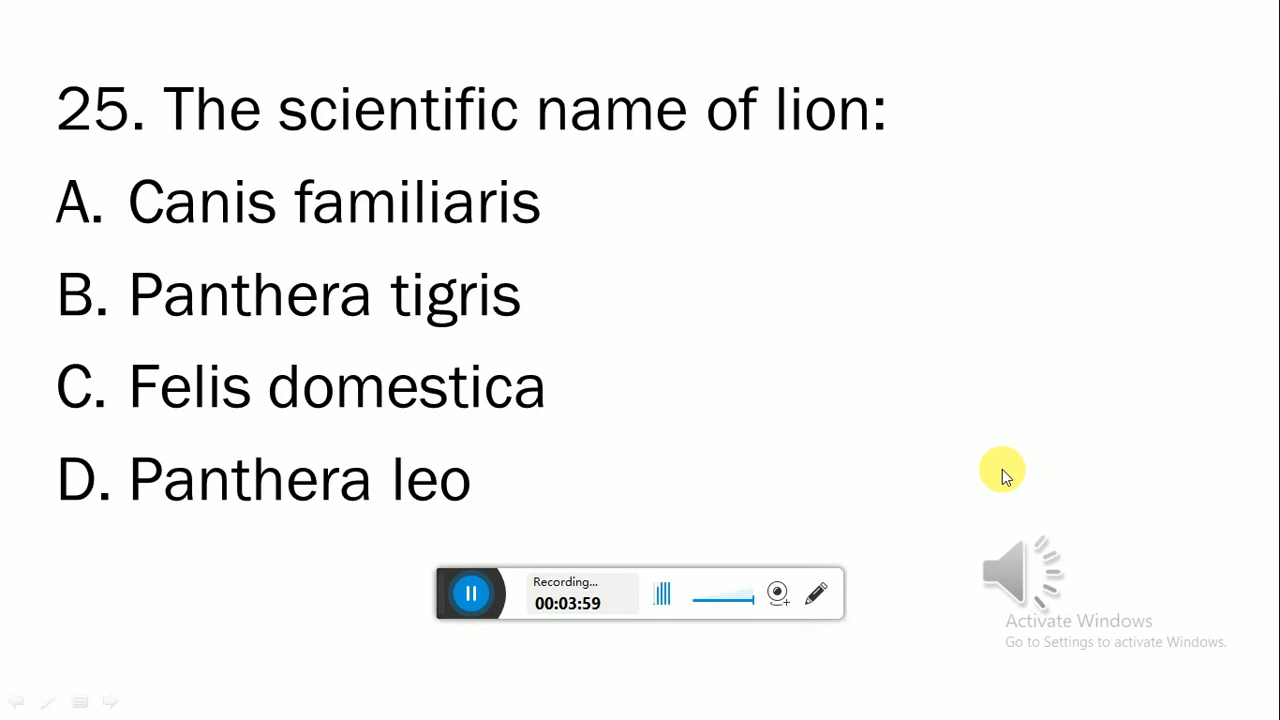 25. The scientific name of lion:
A. Canis familiaris
B. Panthera tigris
C. Felis domestica
D. Panthera leo
Recording...
00:03:59
Activate Windows
Go to Settings to activate Windows.